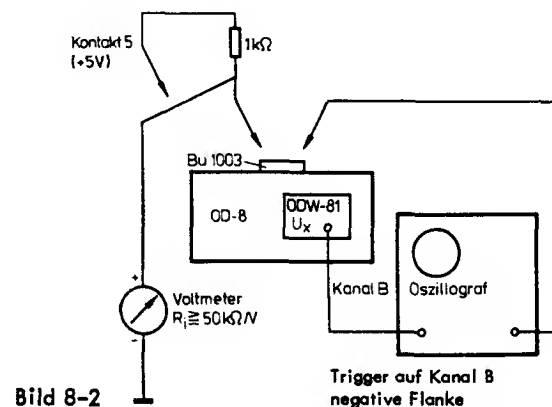 Kontakt 5
(+5V)
1kΩ
Bu 1003
OD-8
ODW-81
Ux
Kanal B
Oszillograf
+
Voltmeter
Ri ≧ 50kΩ/V
-
Trigger auf Kanal B
negative Flanke
Bild 8-2